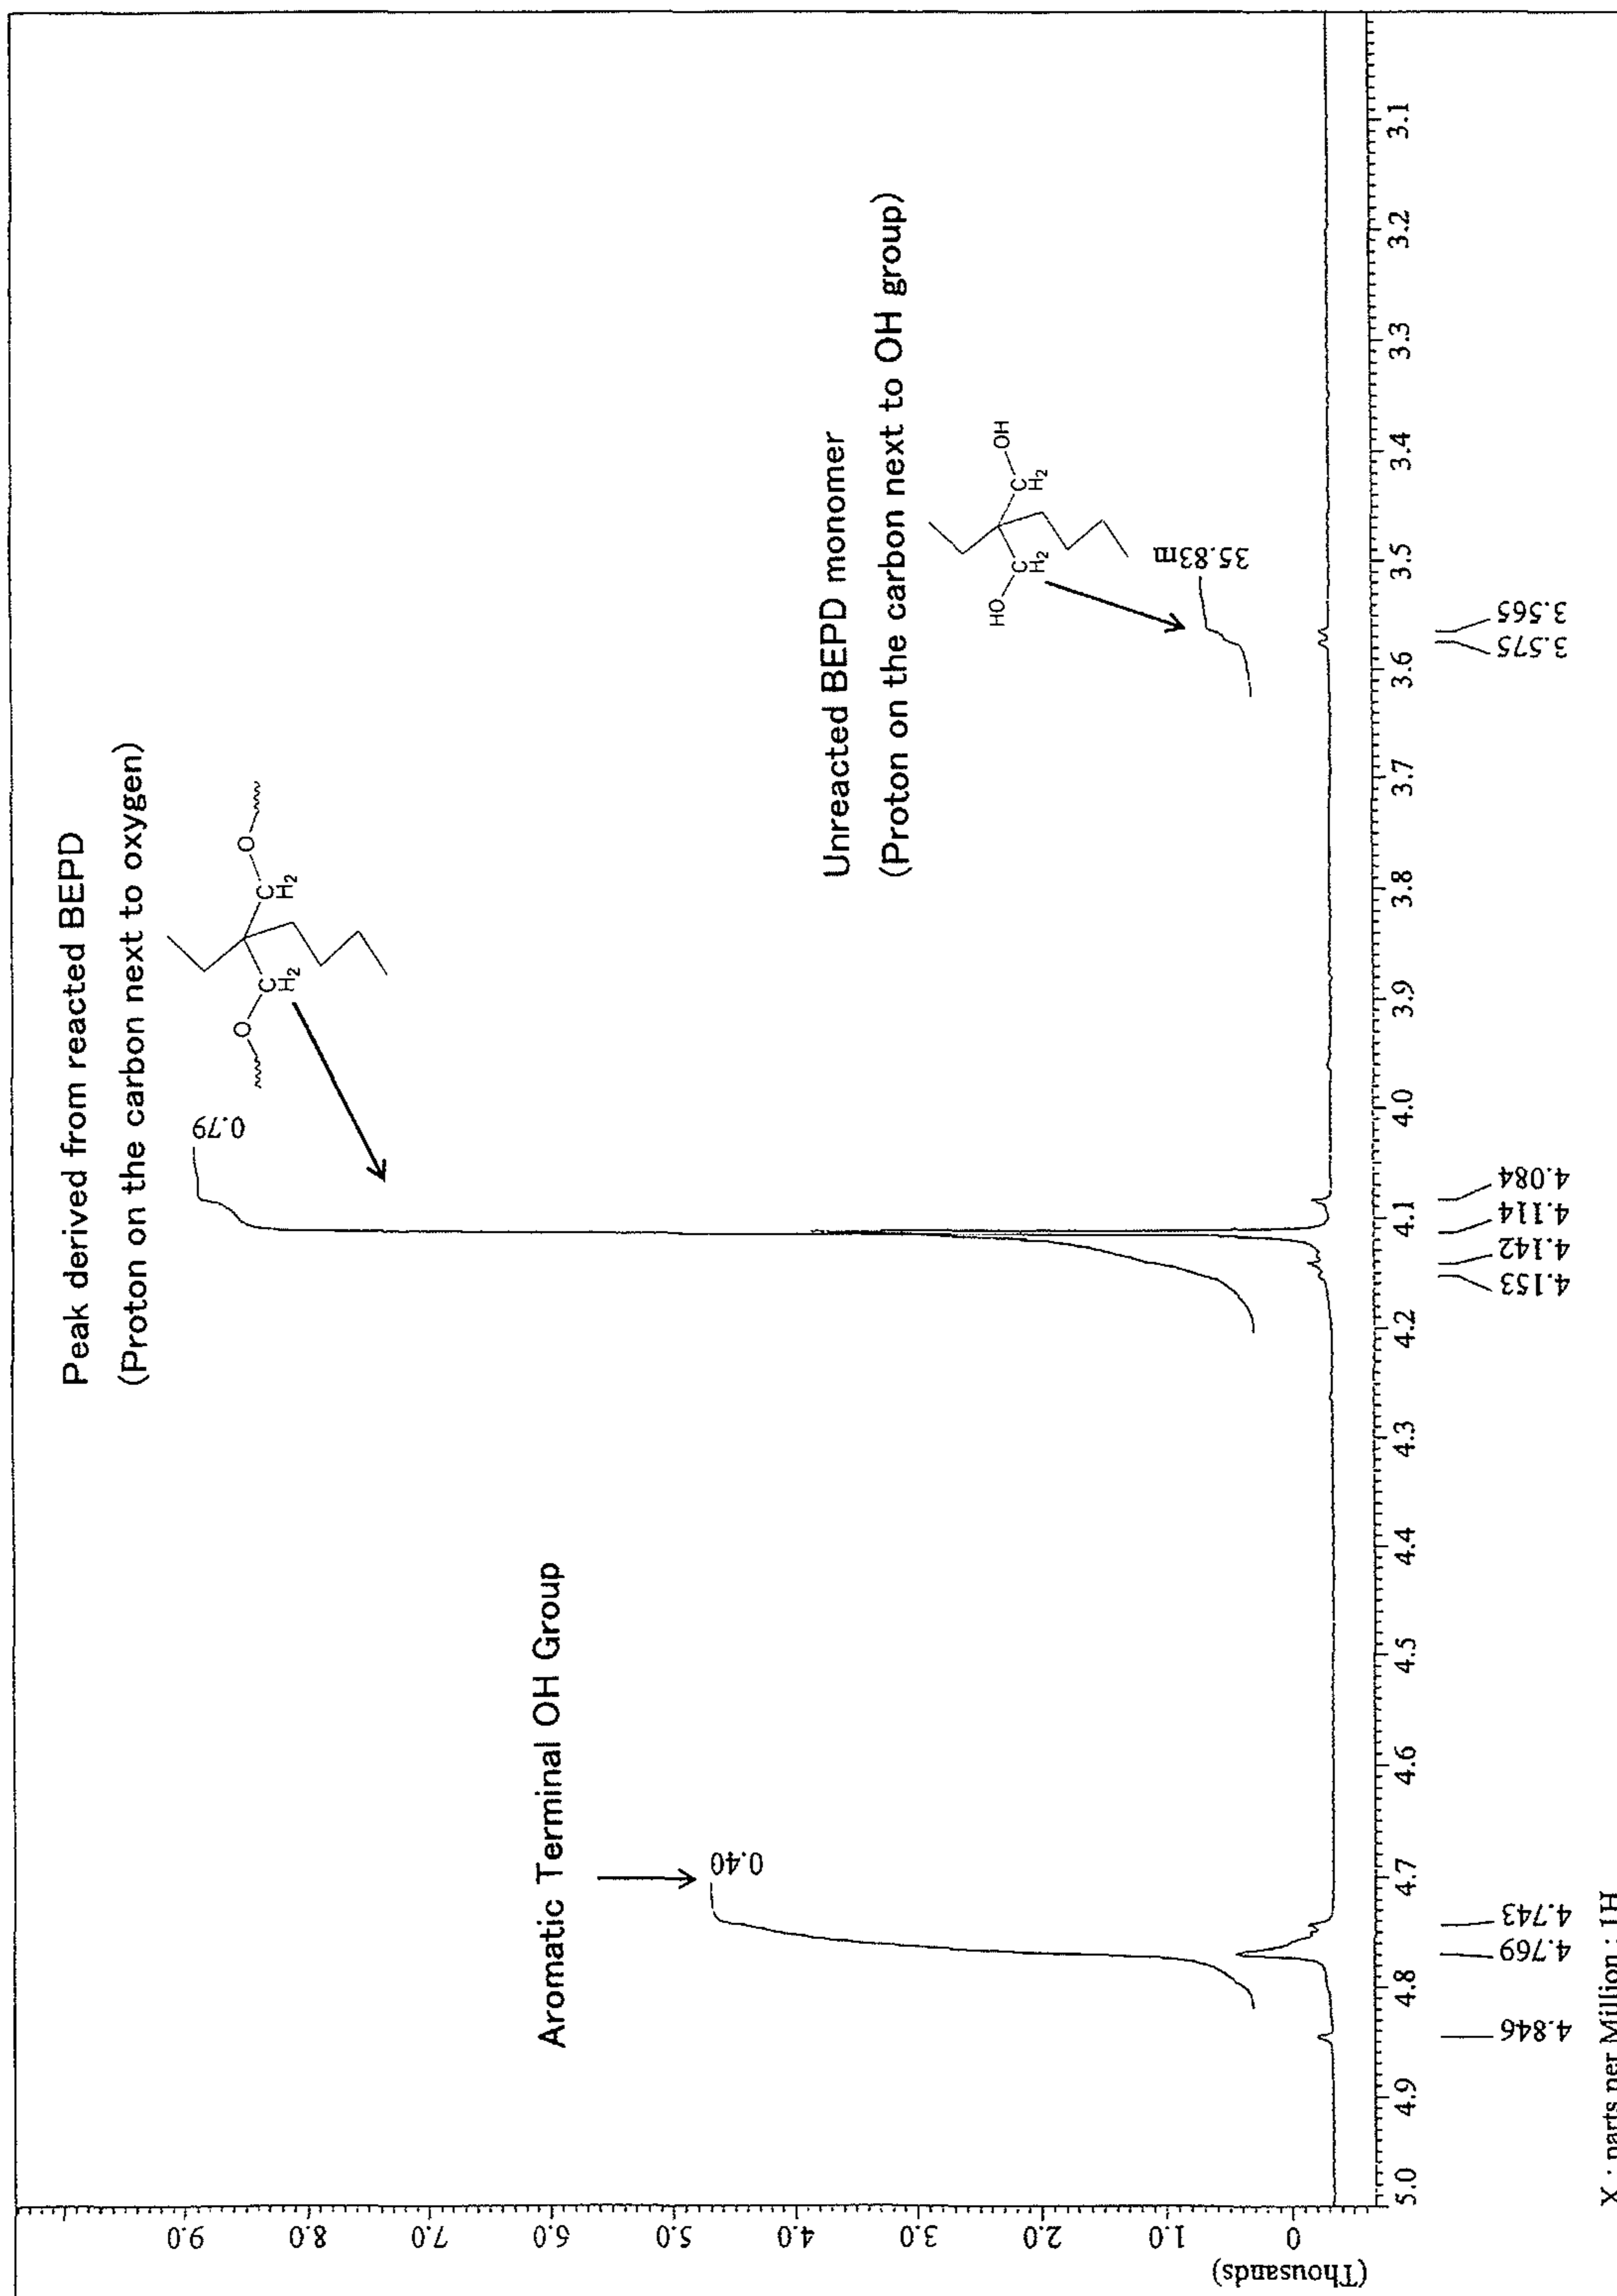 Peak derived from reacted BEPD
(Proton on the carbon next to oxygen)
O
CH2
CH2
O
0.79
Unreacted BEPD monomer
(Proton on the carbon next to OH group)
HO
CH2
CH2
OH
35.83m
Aromatic Terminal OH Group
0.40
(Thousands)
9.0
8.0
7.0
6.0
5.0
4.0
3.0
2.0
1.0
0
5.0 4.9 4.8 4.7 4.6 4.5 4.4 4.3 4.2 4.1 4.0 3.9 3.8 3.7 3.6 3.5 3.4 3.3 3.2 3.1
4.846
4.769
4.743
4.153
4.142
4.114
4.084
3.575
3.565
X : parts per Million : 1H